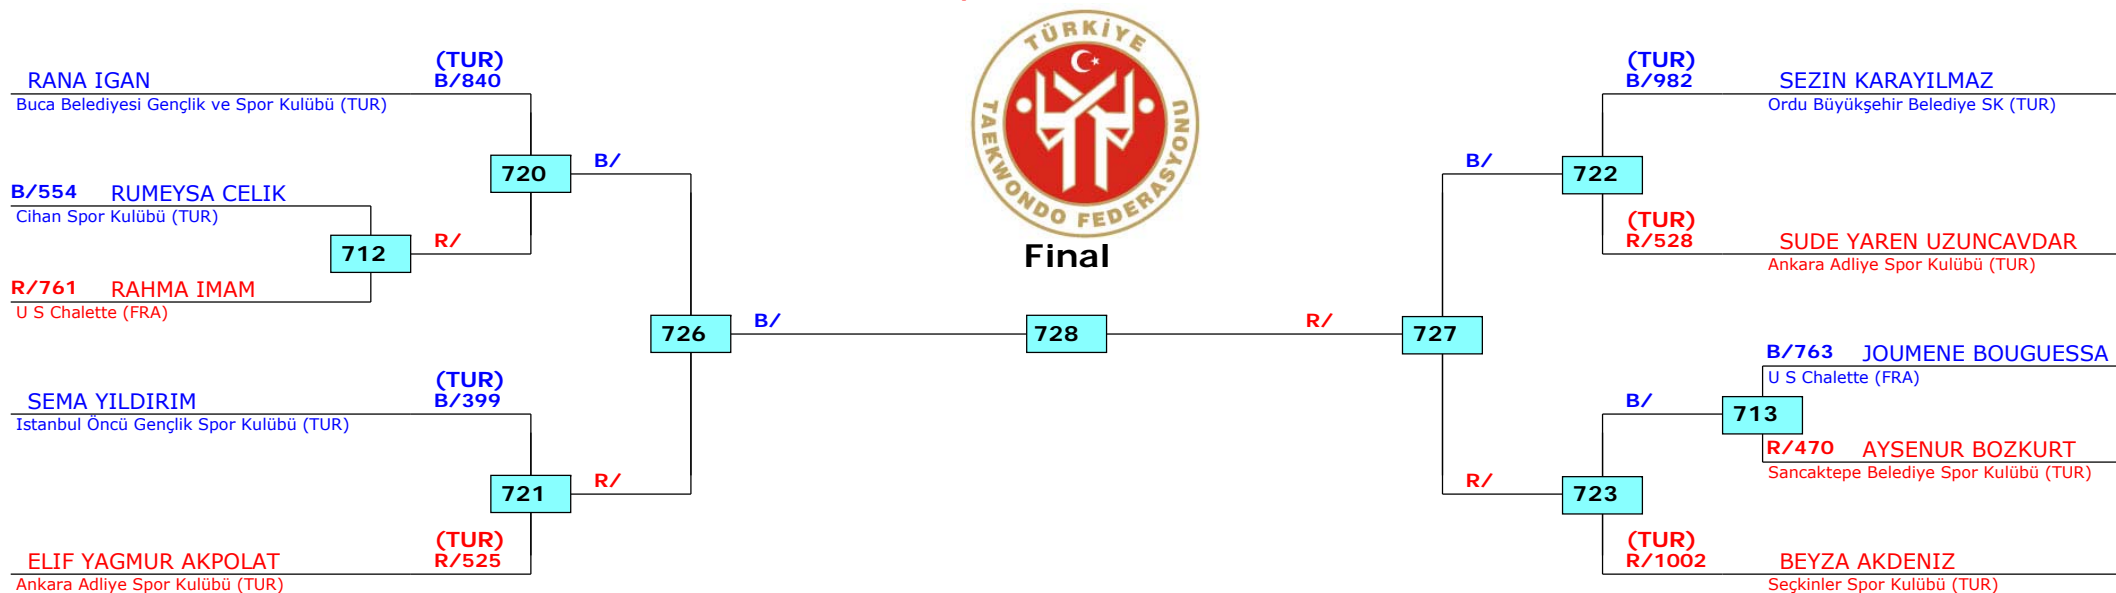 (TUR)
RANA IGAN B/840
Buca Belediyesi Gençlik ve Spor Kulübü (TUR)
720
B/
B/554 RUMEYSA CELIK
Cihan Spor Kulübü (TUR)
712
R/
R/761 RAHMA IMAM
U S Chalette (FRA)
726
B/
(TUR)
SEMA YILDIRIM B/399
Istanbul Öncü Gençlik Spor Kulübü (TUR)
721
R/
(TUR)
ELIF YAGMUR AKPOLAT R/525
Ankara Adliye Spor Kulübü (TUR)
TÜRKİYE
TAEKWONDO FEDERASYONU
Final
728
(TUR)
B/982 SEZIN KARAYILMAZ
Ordu Büyükşehir Belediye SK (TUR)
B/
722
(TUR)
R/528 SUDE YAREN UZUNCAVDAR
Ankara Adliye Spor Kulübü (TUR)
R/
727
B/763 JOUMENE BOUGUESSA
U S Chalette (FRA)
B/
713
R/470 AYSENUR BOZKURT
Sancaktepe Belediye Spor Kulübü (TUR)
R/
723
(TUR)
R/1002 BEYZA AKDENIZ
Seçkinler Spor Kulübü (TUR)